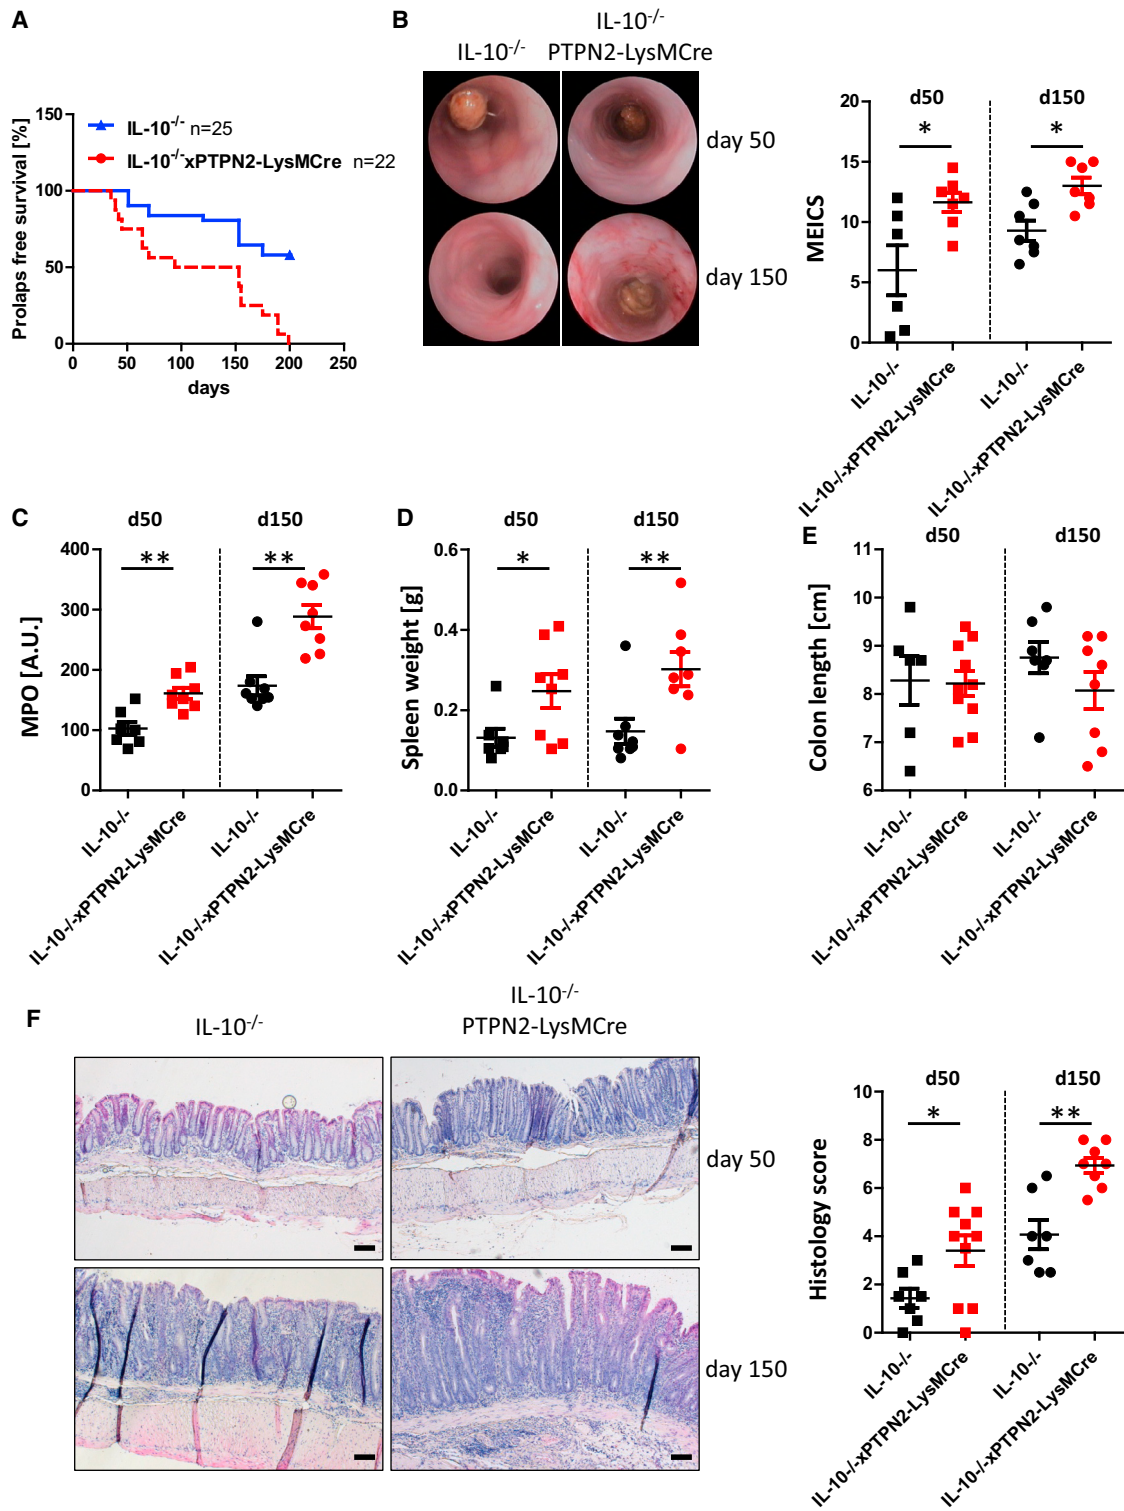 A
Prolaps free survival [%]
150
100
50
0
IL-10-/- n=25
IL-10-/-xPTPN2-LysMCre n=22
0 50 100 150 200 250
days
B
IL-10-/-
IL-10-/-
PTPN2-LysMCre
day 50
day 150
MEICS
20
15
10
5
0
d50 d150
* *
IL-10-/-
IL-10-/-xPTPN2-LysMCre
IL-10-/-
IL-10-/-xPTPN2-LysMCre
C
MPO [A.U.]
400
300
200
100
0
d50 d150
** **
IL-10-/-
IL-10-/-xPTPN2-LysMCre
IL-10-/-
IL-10-/-xPTPN2-LysMCre
D
Spleen weight [g]
0.6
0.4
0.2
0.0
d50 d150
* **
IL-10-/-
IL-10-/-xPTPN2-LysMCre
IL-10-/-
IL-10-/-xPTPN2-LysMCre
E
Colon length [cm]
11
10
9
8
7
6
d50 d150
IL-10-/-
IL-10-/-xPTPN2-LysMCre
IL-10-/-
IL-10-/-xPTPN2-LysMCre
F
IL-10-/-
IL-10-/-
PTPN2-LysMCre
day 50
day 150
Histology score
10
8
6
4
2
0
d50 d150
* **
IL-10-/-
IL-10-/-xPTPN2-LysMCre
IL-10-/-
IL-10-/-xPTPN2-LysMCre